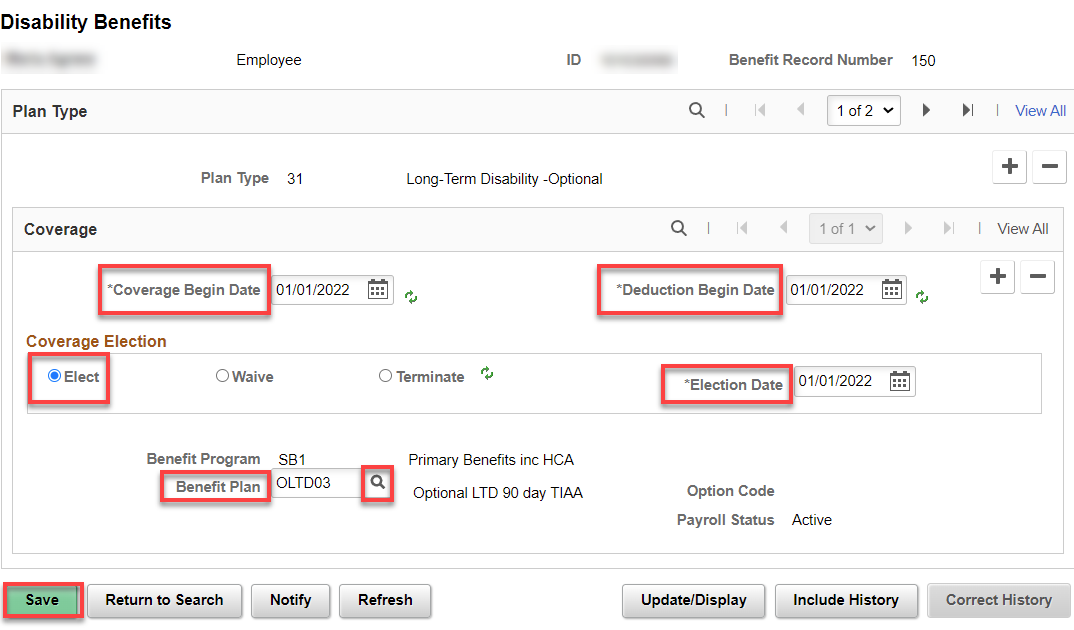 Disability Benefits
Employee ID Benefit Record Number 150
Plan Type 1 of 2 View All
Plan Type 31 Long-Term Disability -Optional
Coverage 1 of 1 View All
*Coverage Begin Date 01/01/2022 *Deduction Begin Date 01/01/2022
Coverage Election
Elect Waive Terminate *Election Date 01/01/2022
Benefit Program SB1 Primary Benefits inc HCA
Benefit Plan OLTD03 Optional LTD 90 day TIAA Option Code
Payroll Status Active
Save Return to Search Notify Refresh Update/Display Include History Correct History